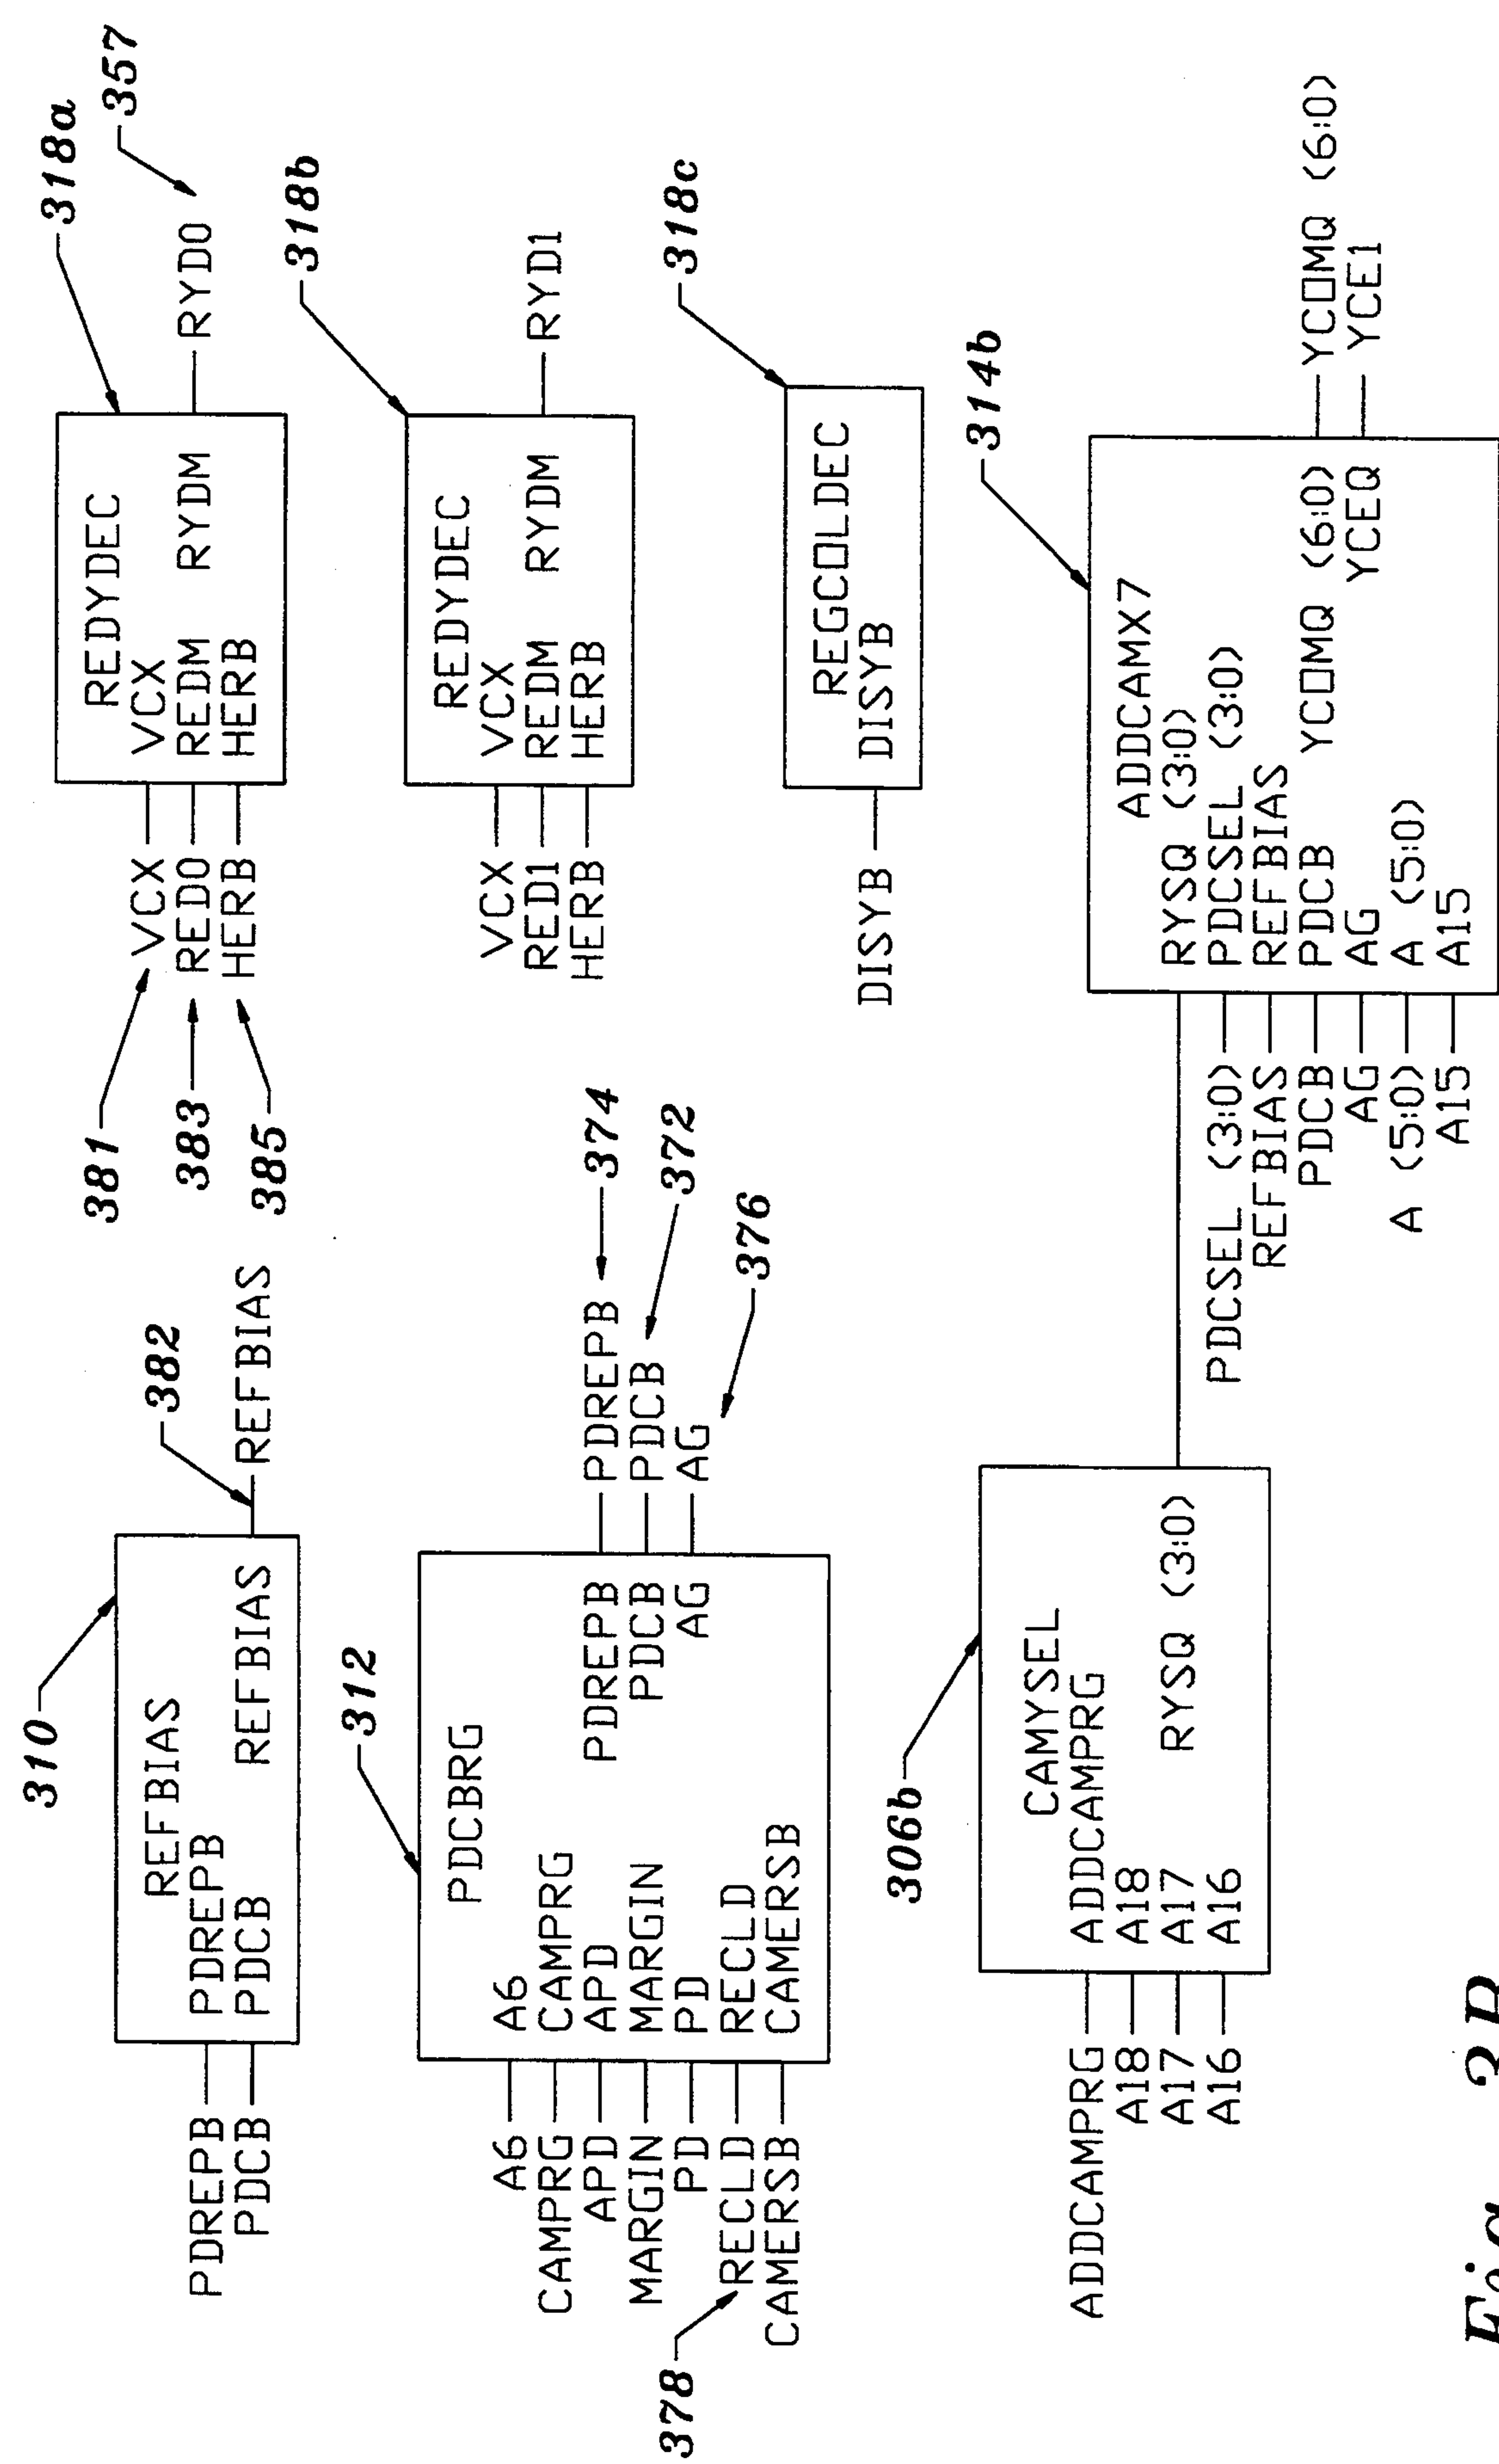 310
REFBIAS
PDREPB PDREPB
PDCB PDCB REFBIAS REFBIAS
382
312
PDCBRG
A6 A6
CAMPRG CAMPRG
APD APD PDREPB PDREPB 374
MARGIN MARGIN PDCB PDCB 372
PD PD AG AG 376
378 RECLD RECLD
CAMERSB CAMERSB
306b
CAMYSEL
ADDCAMPRG ADDCAMPRG
A18 A18
A17 A17 RYSQ (3:0)
A16 A16
318a
REDYDEC
381 VCX VCX
383 RED0 REDM RYDM RYD0 357
385 HERB HERB
318b
REDYDEC
VCX VCX
RED1 REDM RYDM RYD1
HERB HERB
318c
REGCOLDEC
DISYB DISYB
314b
ADDCAMX7
RYSQ (3:0)
PDCSEL (3:0) PDCSEL (3:0)
REFBIAS REFBIAS
PDCB PDCB YCOMQ (6:0) YCOMQ (6:0)
AG AG YCEQ YCE1
A (5:0) A (5:0)
A15 A15